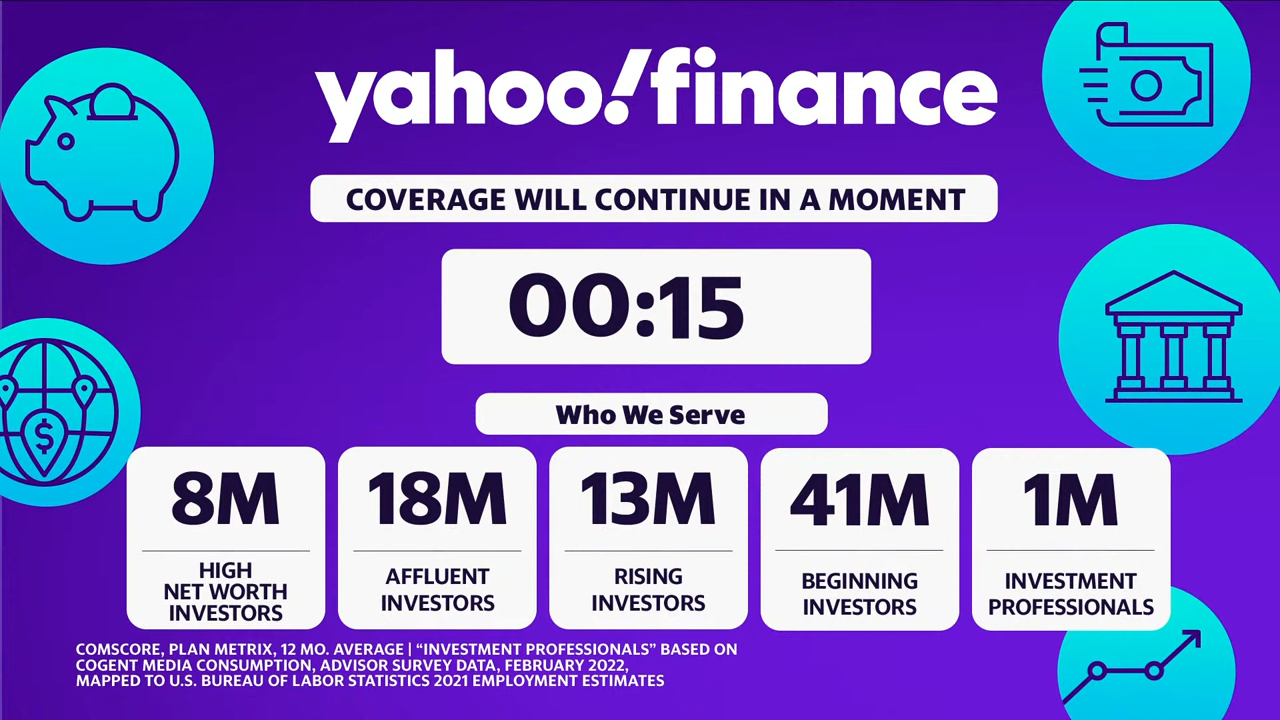 yahoo!finance
COVERAGE WILL CONTINUE IN A MOMENT
00:15
Who We Serve
8M
HIGH
NET WORTH
INVESTORS
18M
AFFLUENT
INVESTORS
13M
RISING
INVESTORS
41M
BEGINNING
INVESTORS
1M
INVESTMENT
PROFESSIONALS
COMSCORE, PLAN METRIX, 12 MO. AVERAGE | “INVESTMENT PROFESSIONALS” BASED ON
COGENT MEDIA CONSUMPTION, ADVISOR SURVEY DATA, FEBRUARY 2022,
MAPPED TO U.S. BUREAU OF LABOR STATISTICS 2021 EMPLOYMENT ESTIMATES
$